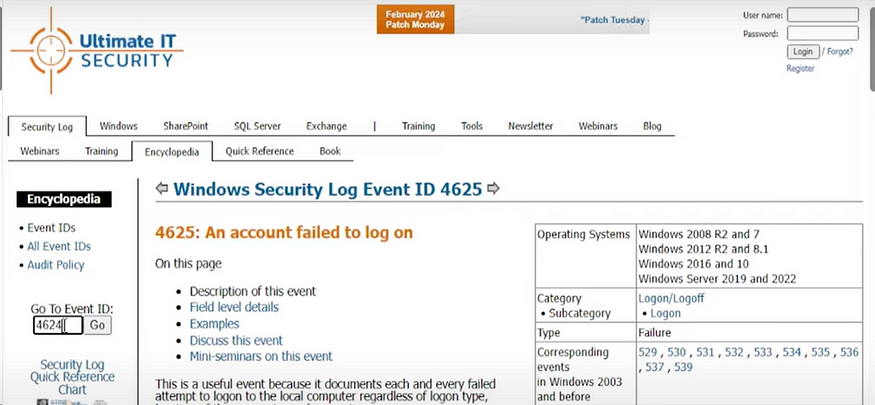 February 2024
Patch Monday
"Patch Tuesday
User name:
Password:
Login / Forgot?
Register
Ultimate IT
SECURITY
Security Log Windows SharePoint SQL Server Exchange | Training Tools Newsletter Webinars Blog
Webinars Training Encyclopedia Quick Reference Book
Encyclopedia
• Event IDs
• All Event IDs
• Audit Policy
Go To Event ID:
4624 Go
Security Log
Quick Reference
Chart
Windows Security Log Event ID 4625
4625: An account failed to log on
On this page
• Description of this event
• Field level details
• Examples
• Discuss this event
• Mini-seminars on this event
This is a useful event because it documents each and every failed
attempt to logon to the local computer regardless of logon type,
Operating Systems Windows 2008 R2 and 7
Windows 2012 R2 and 8.1
Windows 2016 and 10
Windows Server 2019 and 2022
Category Logon/Logoff
• Subcategory • Logon
Type Failure
Corresponding 529 , 530 , 531 , 532 , 533 , 534 , 535 , 536
events , 537 , 539
in Windows 2003
and before